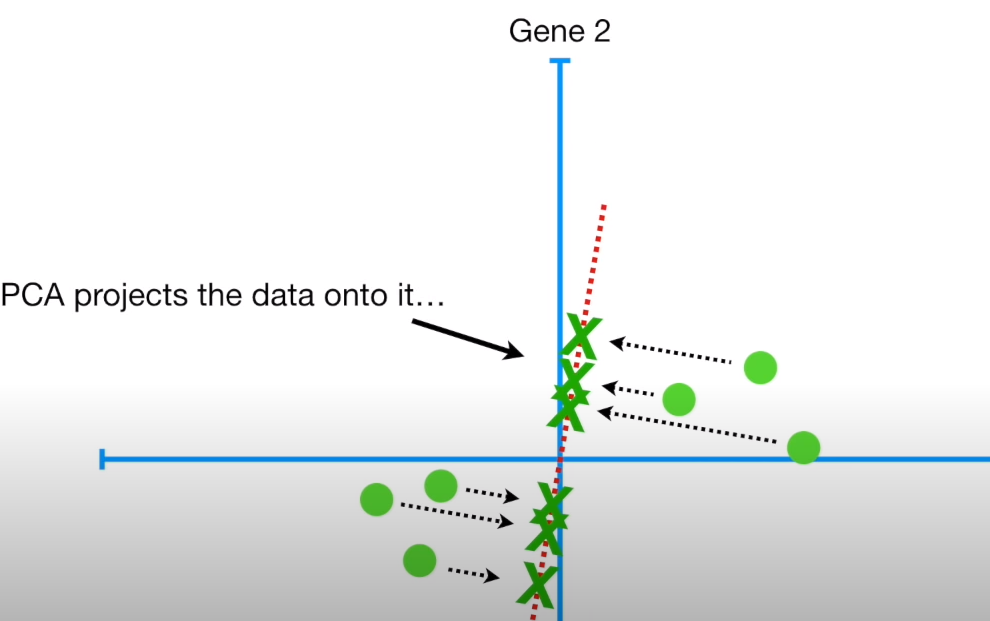 Gene 2
PCA projects the data onto it…